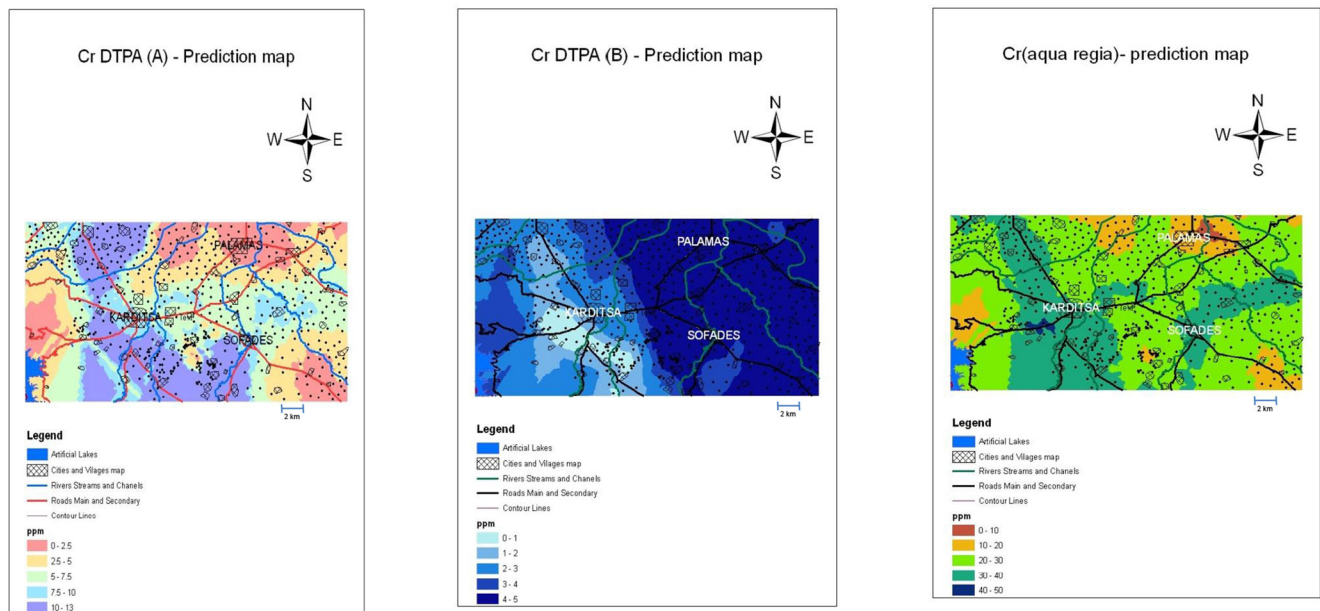 Cr DTPA (A) - Prediction map
N
W E
S
PALAMAS
KARDITSA
SOFADES
2 km
Legend
Artificial Lakes
Cities and Vilages map
Rivers Streams and Chanels
Roads Main and Secondary
Contour Lines
ppm
0 - 2.5
2.5 - 5
5 - 7.5
7.5 - 10
10 - 13
Cr DTPA (B) - Prediction map
N
W E
S
PALAMAS
KARDITSA
SOFADES
2 km
Legend
Artificial Lakes
Cities and Vilages map
Rivers Streams and Chanels
Roads Main and Secondary
Contour Lines
ppm
0 - 1
1 - 2
2 - 3
3 - 4
4 - 5
Cr(aqua regia)- prediction map
N
W E
S
PALAMAS
KARDITSA
SOFADES
2 km
Legend
Artificial Lakes
Cities and Vilages map
Rivers Streams and Chanels
Roads Main and Secondary
Contour Lines
ppm
0 - 10
10 - 20
20 - 30
30 - 40
40 - 50